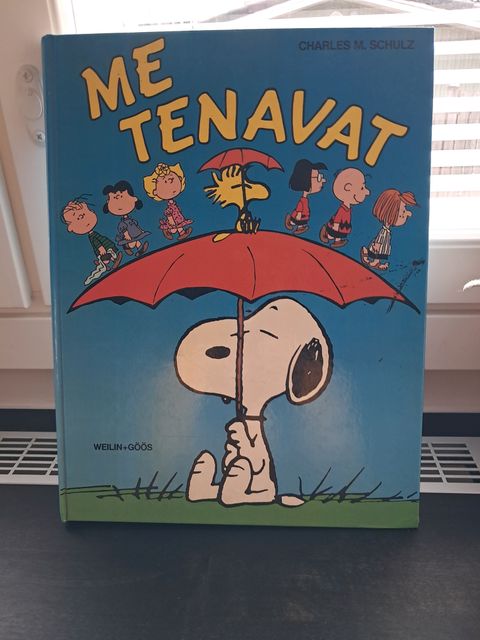 CHARLES M. SCHULZ
ME
TENAVAT
WEILIN+GÖÖS